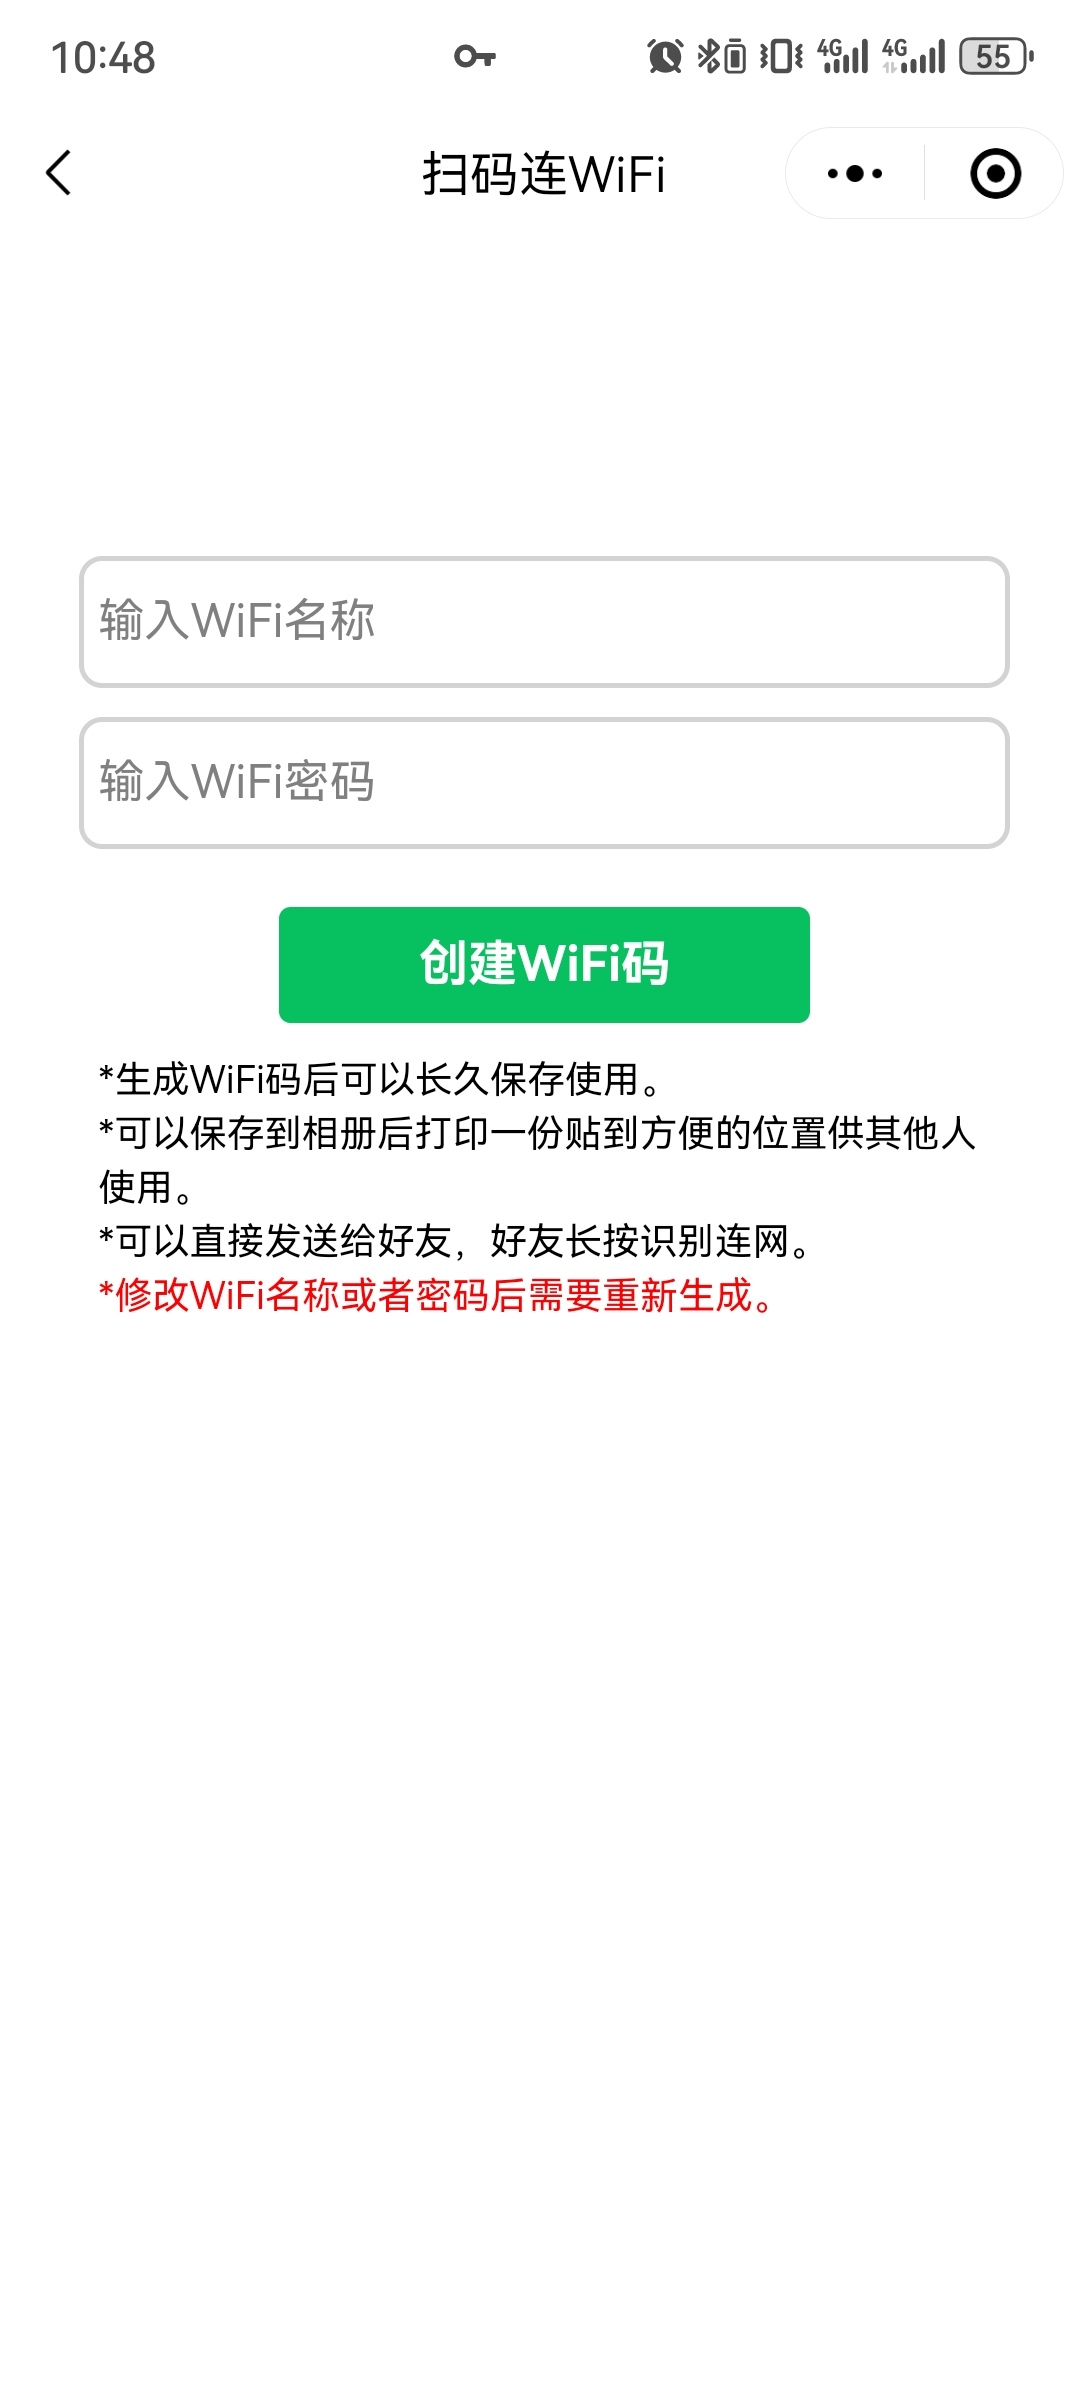 10:48
4G
4G
55
扫码连WiFi
输入WiFi名称
输入WiFi密码
创建WiFi码
*生成WiFi码后可以长久保存使用。
*可以保存到相册后打印一份贴到方便的位置供其他人
使用。
*可以直接发送给好友，好友长按识别连网。
*修改WiFi名称或者密码后需要重新生成。